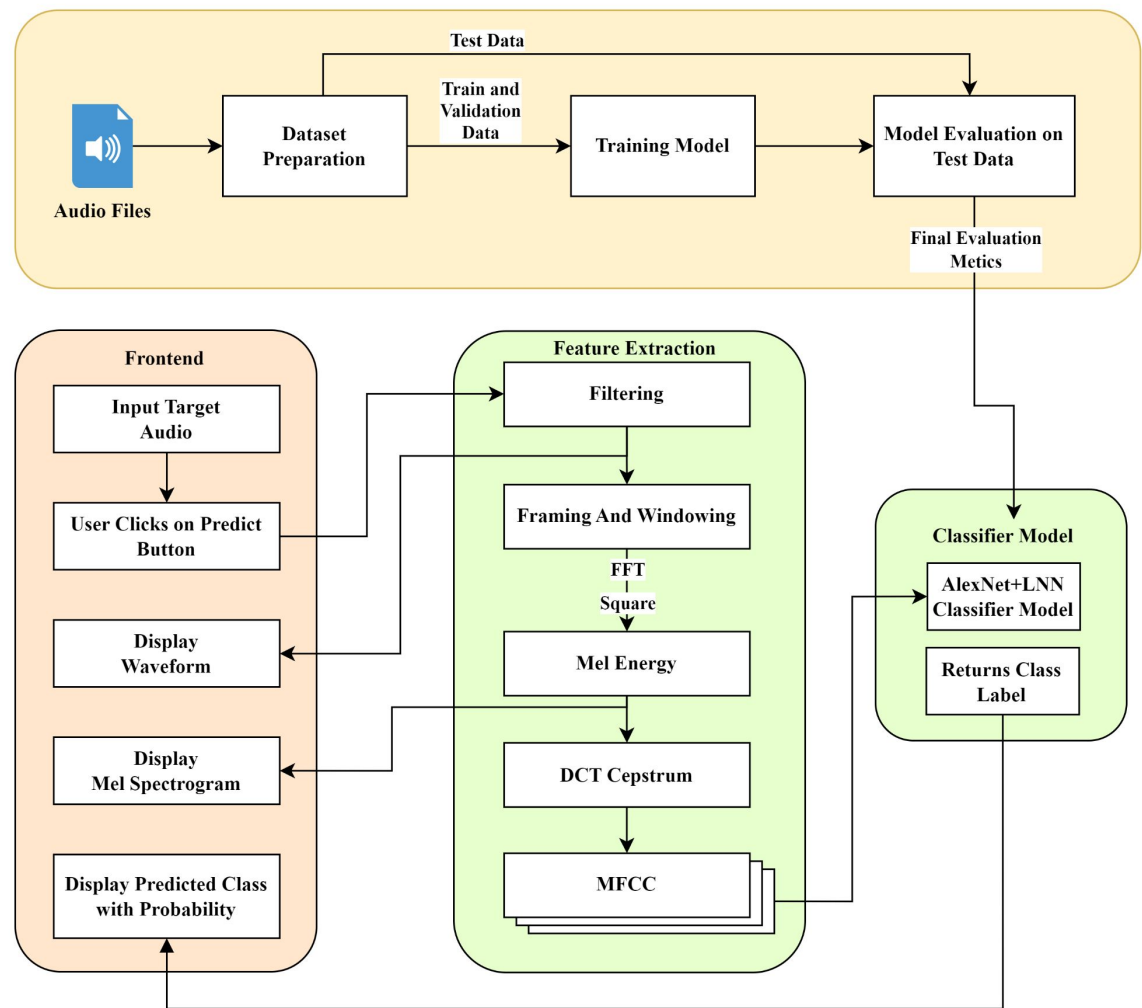 Test Data
Train and
Validation
Data
Dataset
Preparation
Training Model
Model Evaluation on
Test Data
Audio Files
Final Evaluation
Metics
Frontend
Input Target
Audio
User Clicks on Predict
Button
Display
Waveform
Display
Mel Spectrogram
Display Predicted Class
with Probability
Feature Extraction
Filtering
Framing And Windowing
FFT
Square
Mel Energy
DCT Cepstrum
MFCC
Classifier Model
AlexNet+LNN
Classifier Model
Returns Class
Label